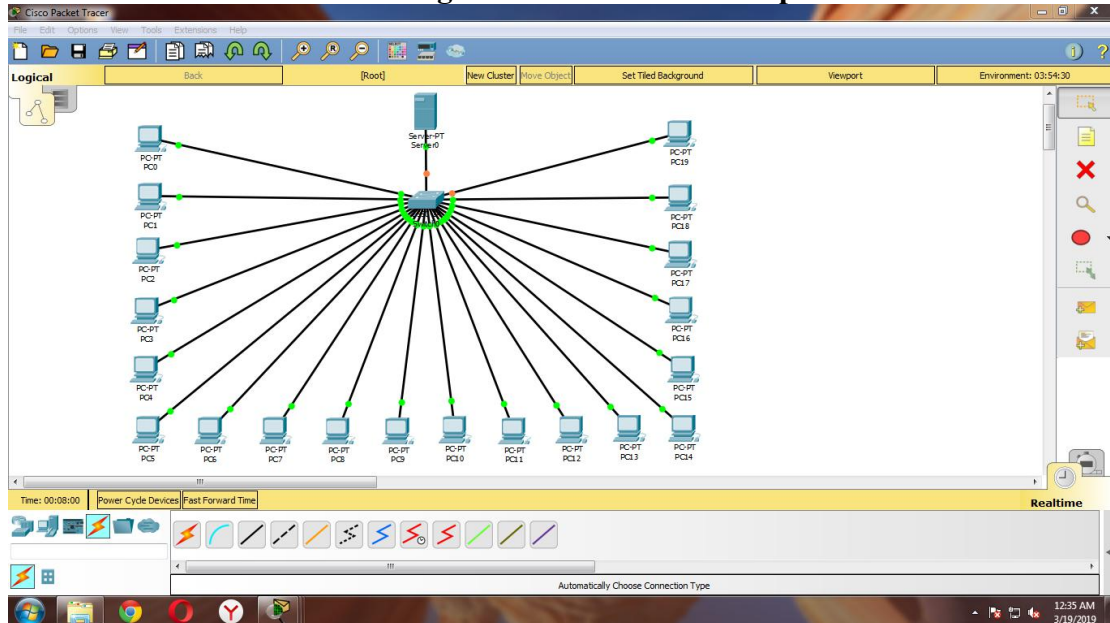 Cisco Packet Tracer
File Edit Options View Tools Extensions Help
Logical Back [Root] New Cluster Move Object Set Tiled Background Viewport Environment: 03:54:30
Server-PT
Server0
PC-PT
PC0
PC-PT
PC19
PC-PT
PC1
PC-PT
PC18
PC-PT
PC2
PC-PT
PC17
PC-PT
PC3
PC-PT
PC16
PC-PT
PC4
PC-PT
PC15
PC-PT
PC5
PC-PT
PC6
PC-PT
PC7
PC-PT
PC8
PC-PT
PC9
PC-PT
PC10
PC-PT
PC11
PC-PT
PC12
PC-PT
PC13
PC-PT
PC14
Time: 00:08:00 Power Cycle Devices Fast Forward Time Realtime
Automatically Choose Connection Type
12:35 AM
3/19/2019